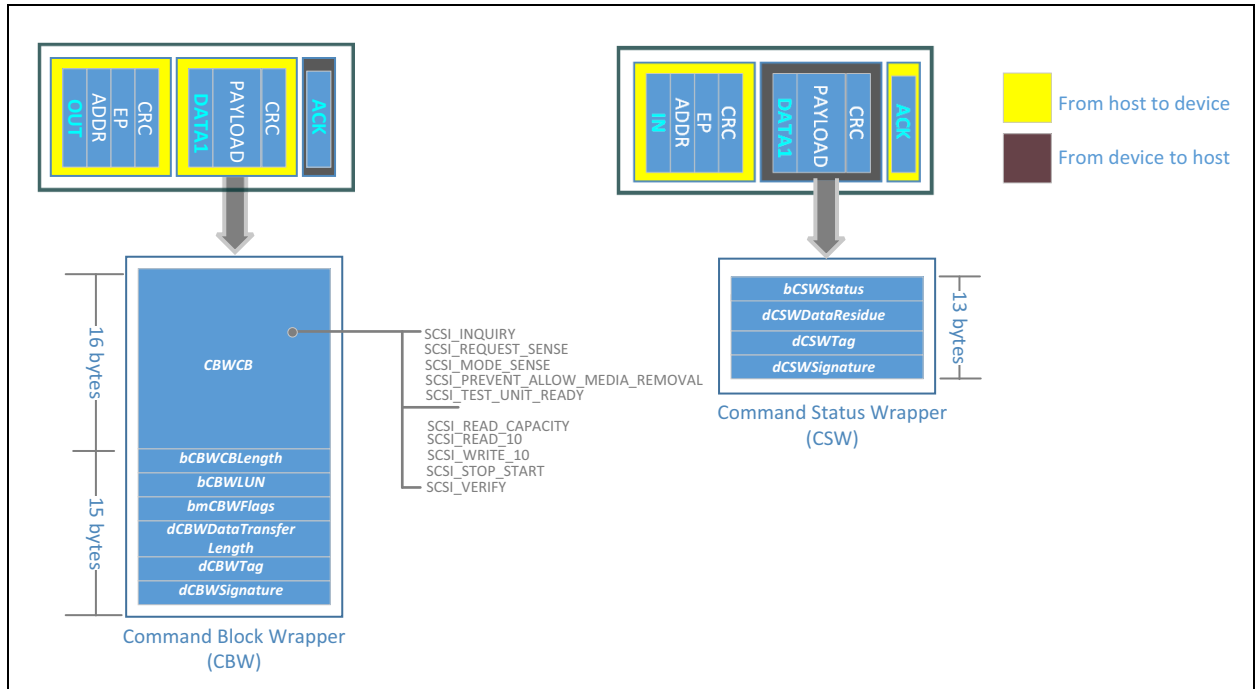 OUT
ADDR
EP
CRC
DATA1
PAYLOAD
CRC
ACK
IN
ADDR
EP
CRC
DATA1
PAYLOAD
CRC
ACK
From host to device
From device to host
16 bytes
15 bytes
CBWCB
bCBWCBLength
bCBWLUN
bmCBWFlags
dCBWDataTransfer
Length
dCBWTag
dCBWSignature
Command Block Wrapper
(CBW)
SCSI_INQUIRY
SCSI_REQUEST_SENSE
SCSI_MODE_SENSE
SCSI_PREVENT_ALLOW_MEDIA_REMOVAL
SCSI_TEST_UNIT_READY
SCSI_READ_CAPACITY
SCSI_READ_10
SCSI_WRITE_10
SCSI_STOP_START
SCSI_VERIFY
bCSWStatus
dCSWDataResidue
dCSWTag
dCSWSignature
13 bytes
Command Status Wrapper
(CSW)